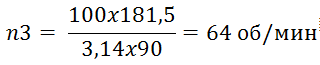 n3 = 100x181,5 / 3,14x90 = 64 об/мин